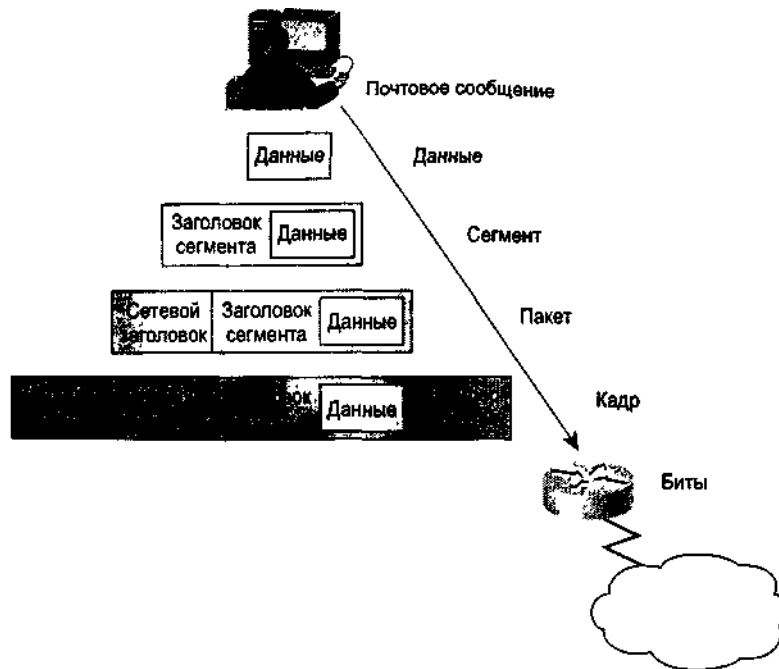 Почтовое сообщение
Данные
Данные
Заголовок
сегмента
Данные
Сегмент
Сетевой
заголовок
Заголовок
сегмента
Данные
Пакет
Данные
Кадр
Биты